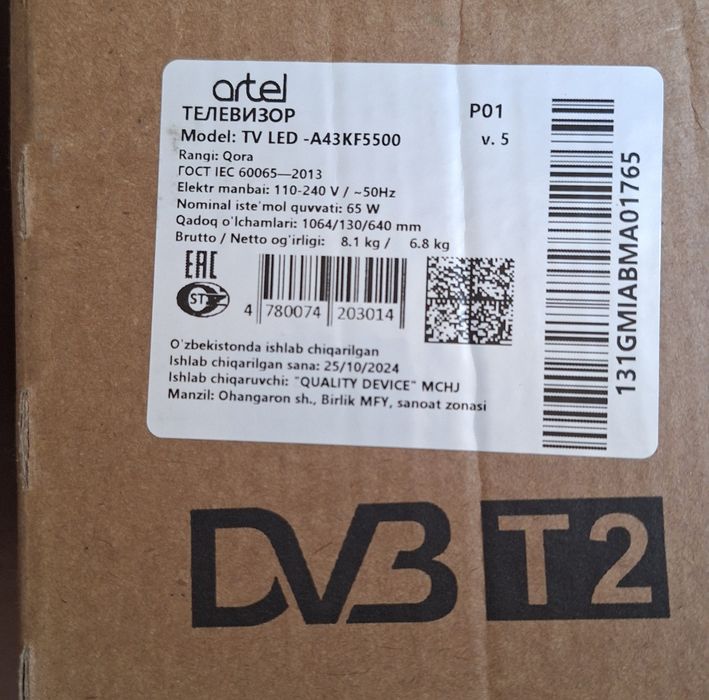 artel
ТЕЛЕВИЗОР
P01
Model: TV LED -A43KF5500
v. 5
Rangi: Qora
ГОСТ IEC 60065—2013
Elektr manbai: 110-240 V / ~50Hz
Nominal iste'mol quvvati: 65 W
Qadoq o'lchamlari: 1064/130/640 mm
Brutto / Netto og'irligi: 8.1 kg / 6.8 kg
EAC
ST
4 780074 203014
O'zbekistonda ishlab chiqarilgan
Ishlab chiqarilgan sana: 25/10/2024
Ishlab chiqaruvchi: "QUALITY DEVICE" MCHJ
Manzil: Ohangaron sh., Birlik MFY, sanoat zonasi
131GMIABMA01765
DVB T2